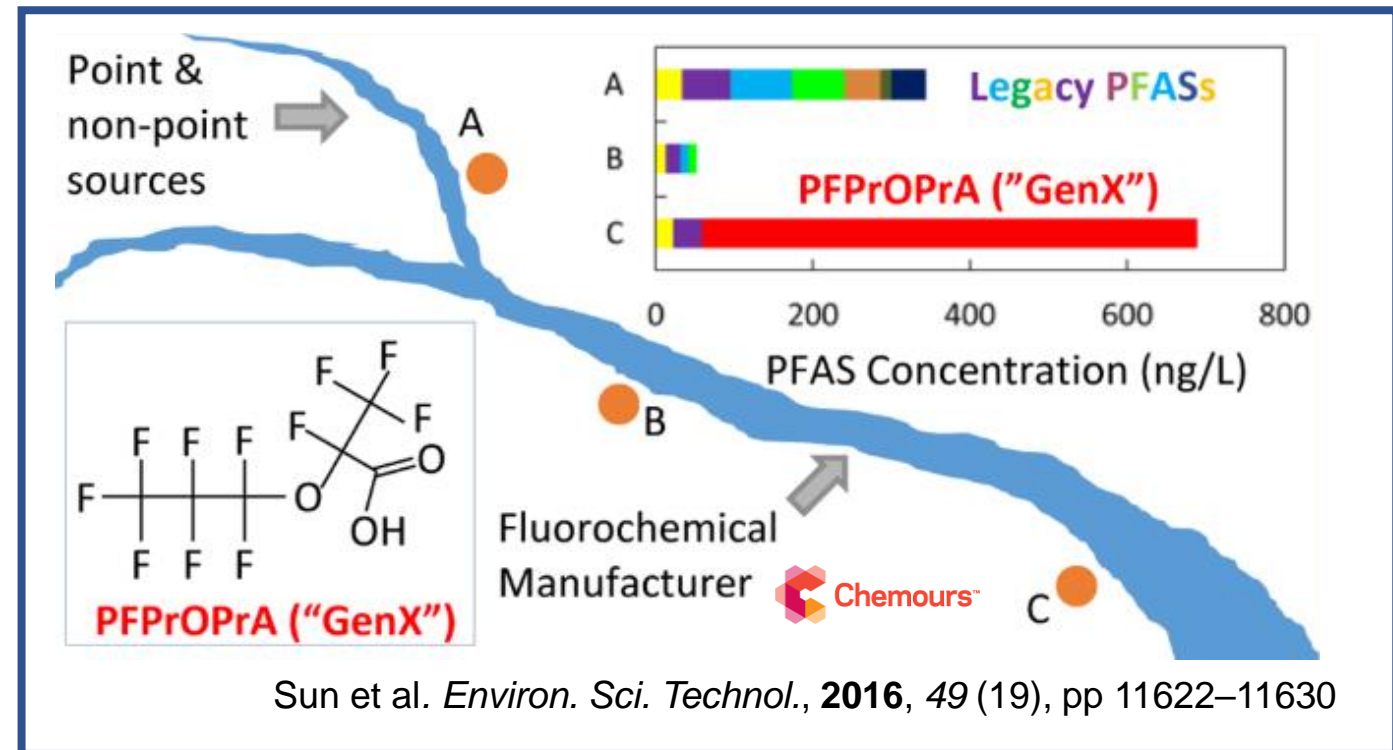 Point &
non-point
sources
A
B
C
Fluorochemical
Manufacturer
Chemours™
A
B
C
Legacy PFASs
PFPrOPrA (”GenX”)
0 200 400 600 800
PFAS Concentration (ng/L)
F F
F
F
F F F
F O O
OH
F F F
PFPrOPrA (“GenX”)
Sun et al. Environ. Sci. Technol., 2016, 49 (19), pp 11622–11630